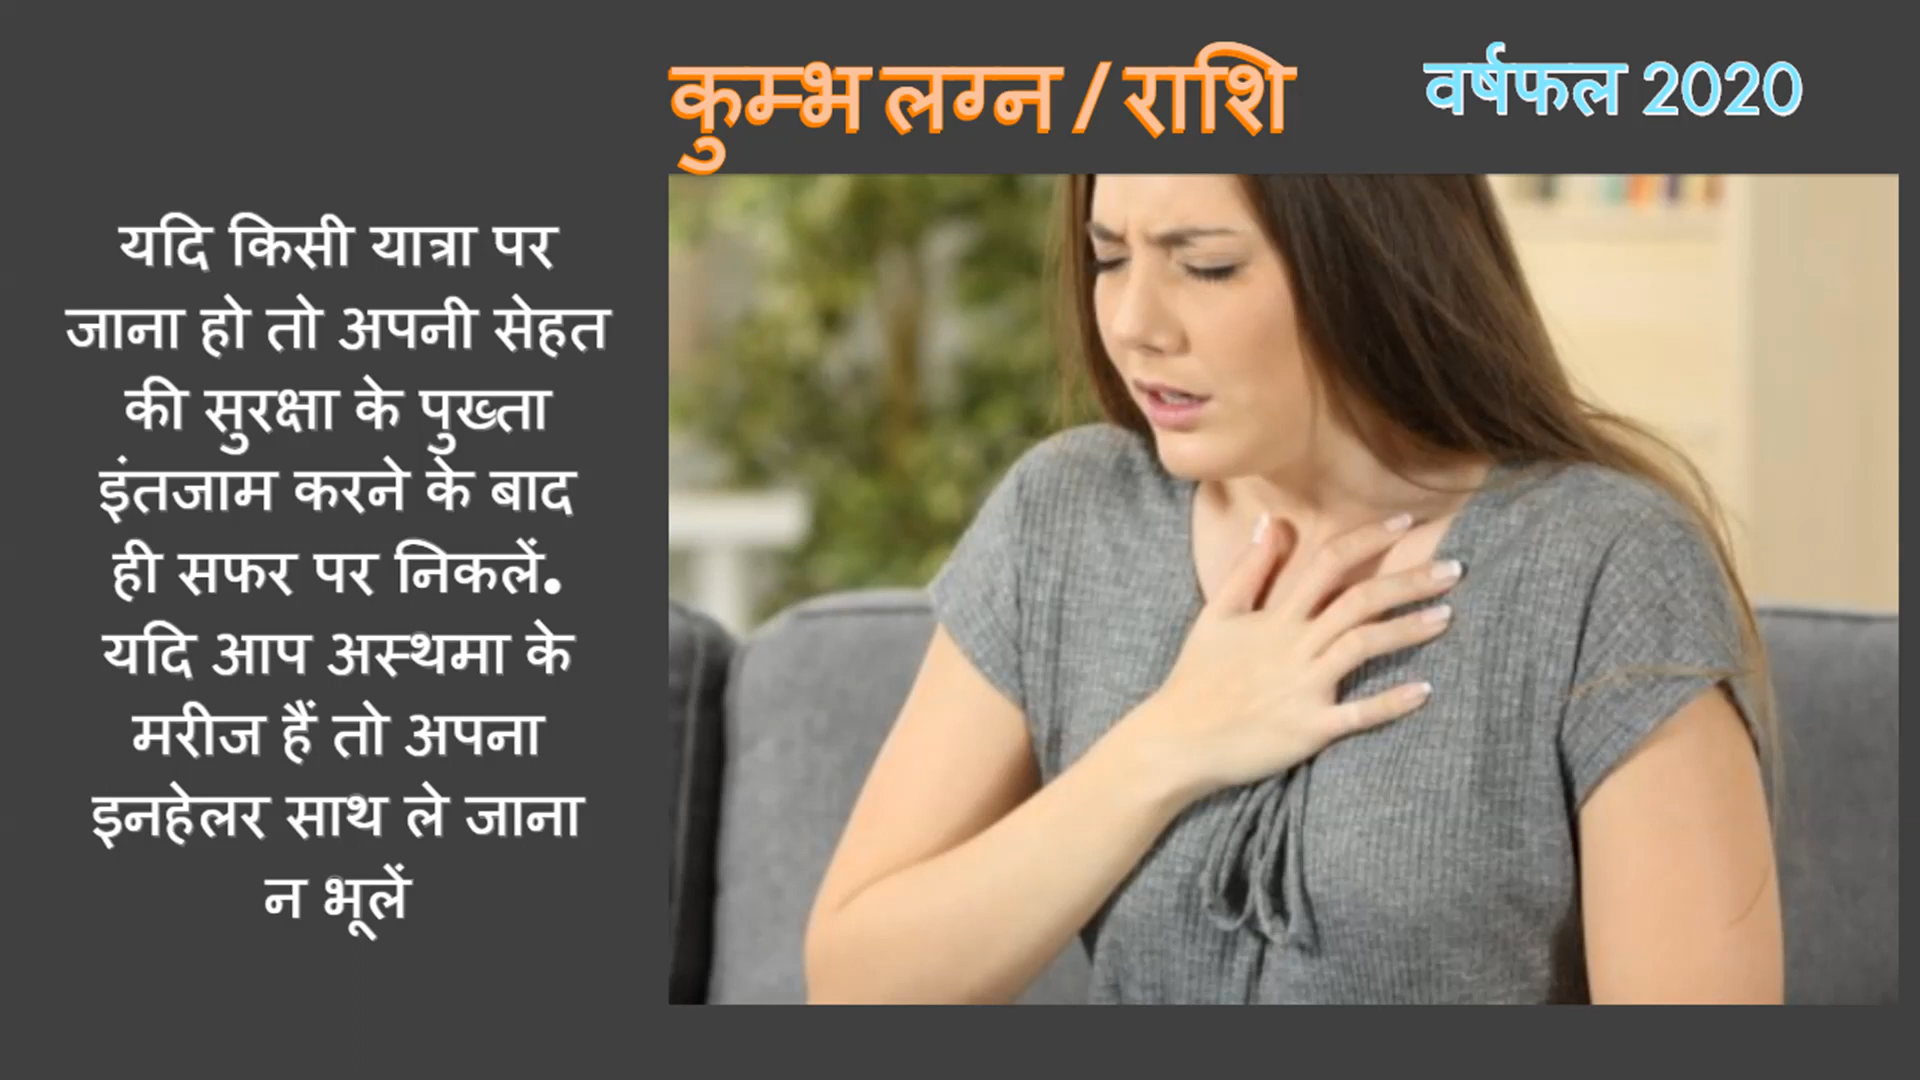 कुम्भ लग्न / राशि
वर्षफल 2020
यदि किसी यात्रा पर
जाना हो तो अपनी सेहत
की सुरक्षा के पुख्ता
इंतजाम करने के बाद
ही सफर पर निकलें.
यदि आप अस्थमा के
मरीज हैं तो अपना
इनहेलर साथ ले जाना
न भूलें